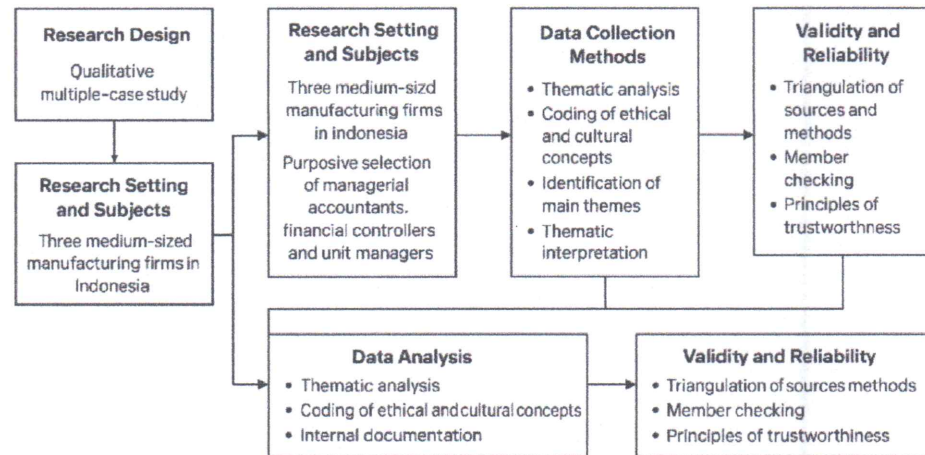 Research Design
Qualitative
multiple-case study
Research Setting
and Subjects
Three medium-sized
manufacturing firms in
Indonesia
Research Setting
and Subjects
Three medium-sizd
manufacturing firms
in indonesia
Purposive selection
of managerial
accountants.
financial controllers
and unit managers
Data Collection
Methods
• Thematic analysis
• Coding of ethical
and cultural
concepts
• Identification of
main themes
• Thematic
interpretation
Validity and
Reliability
• Triangulation of
sources and
methods
• Member
checking
• Principles of
trustworthness
Data Analysis
• Thematic analysis
• Coding of ethical and cultural concepts
• Internal documentation
Validity and Reliability
• Triangulation of sources methods
• Member checking
• Principles of trustworthiness